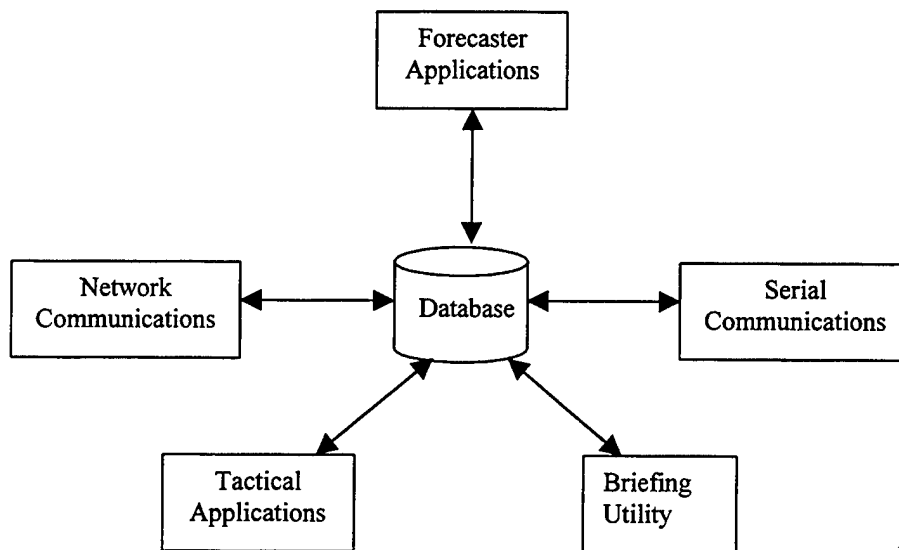 Forecaster
Applications
Network
Communications
Database
Serial
Communications
Tactical
Applications
Briefing
Utility